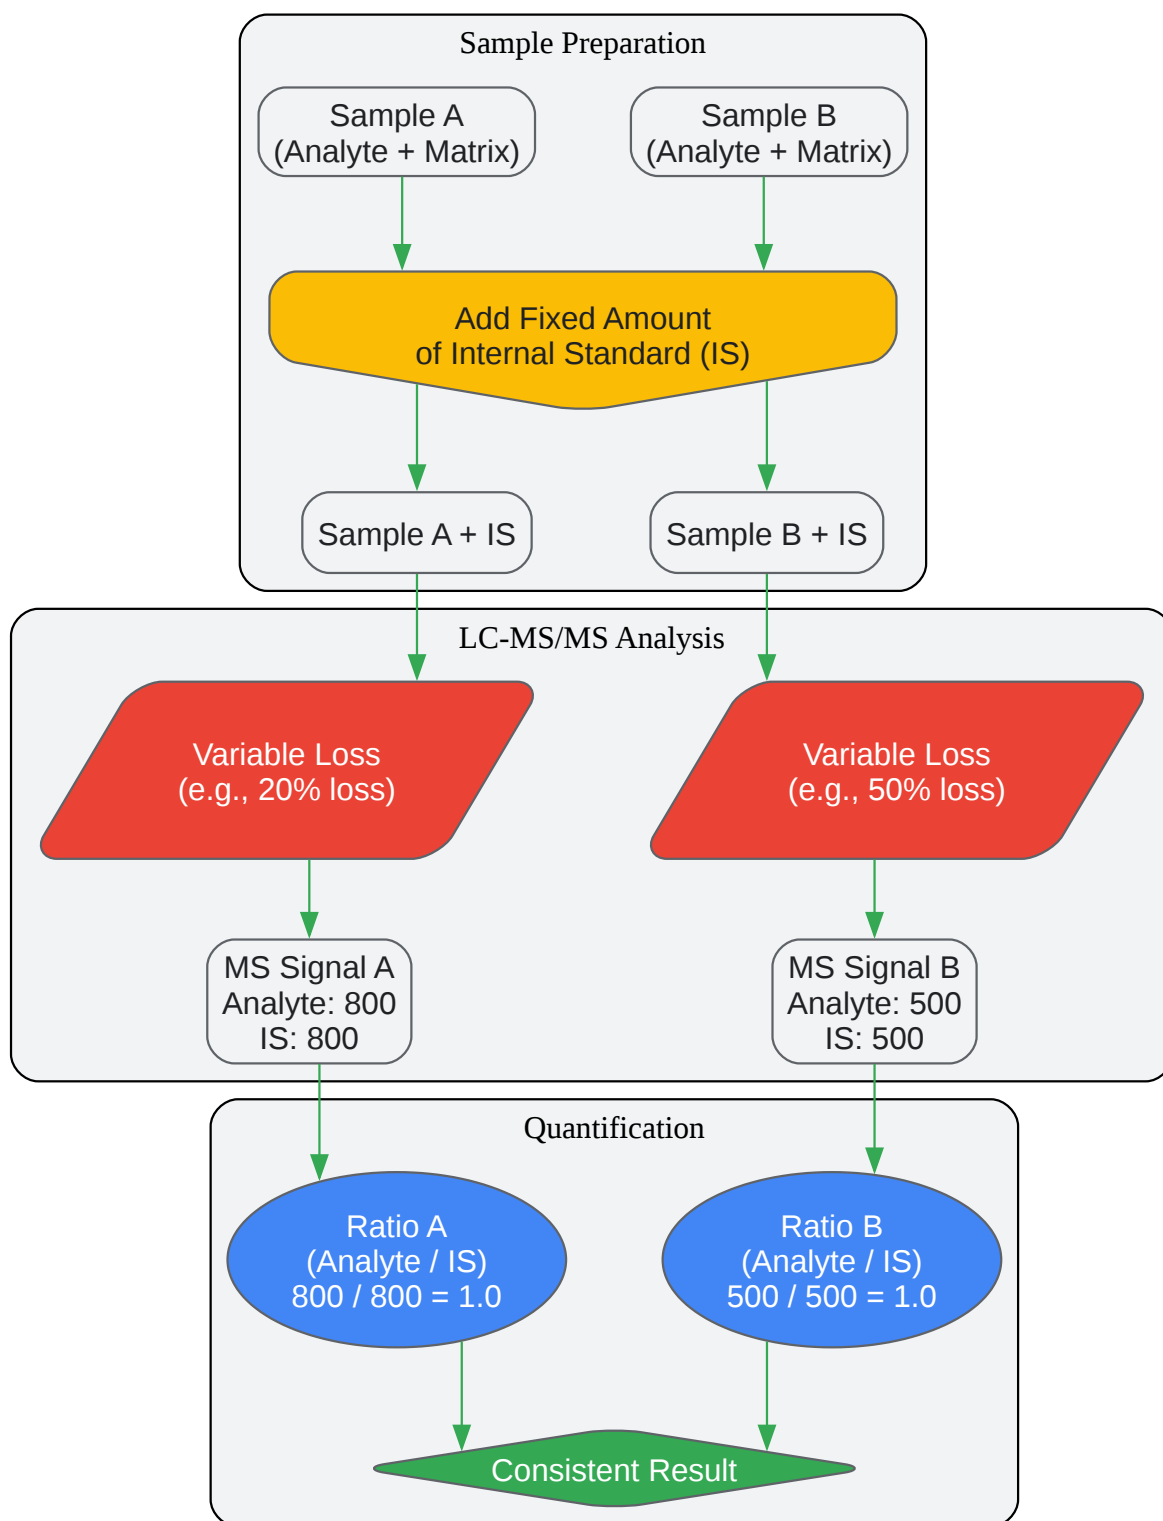 Sample Preparation
Sample A
(Analyte + Matrix)
Sample B
(Analyte + Matrix)
Add Fixed Amount
of Internal Standard (IS)
Sample A + IS
Sample B + IS
LC-MS/MS Analysis
Variable Loss
(e.g., 20% loss)
Variable Loss
(e.g., 50% loss)
MS Signal A
Analyte: 800
IS: 800
MS Signal B
Analyte: 500
IS: 500
Quantification
Ratio A
(Analyte / IS)
800 / 800 = 1.0
Ratio B
(Analyte / IS)
500 / 500 = 1.0
Consistent Result